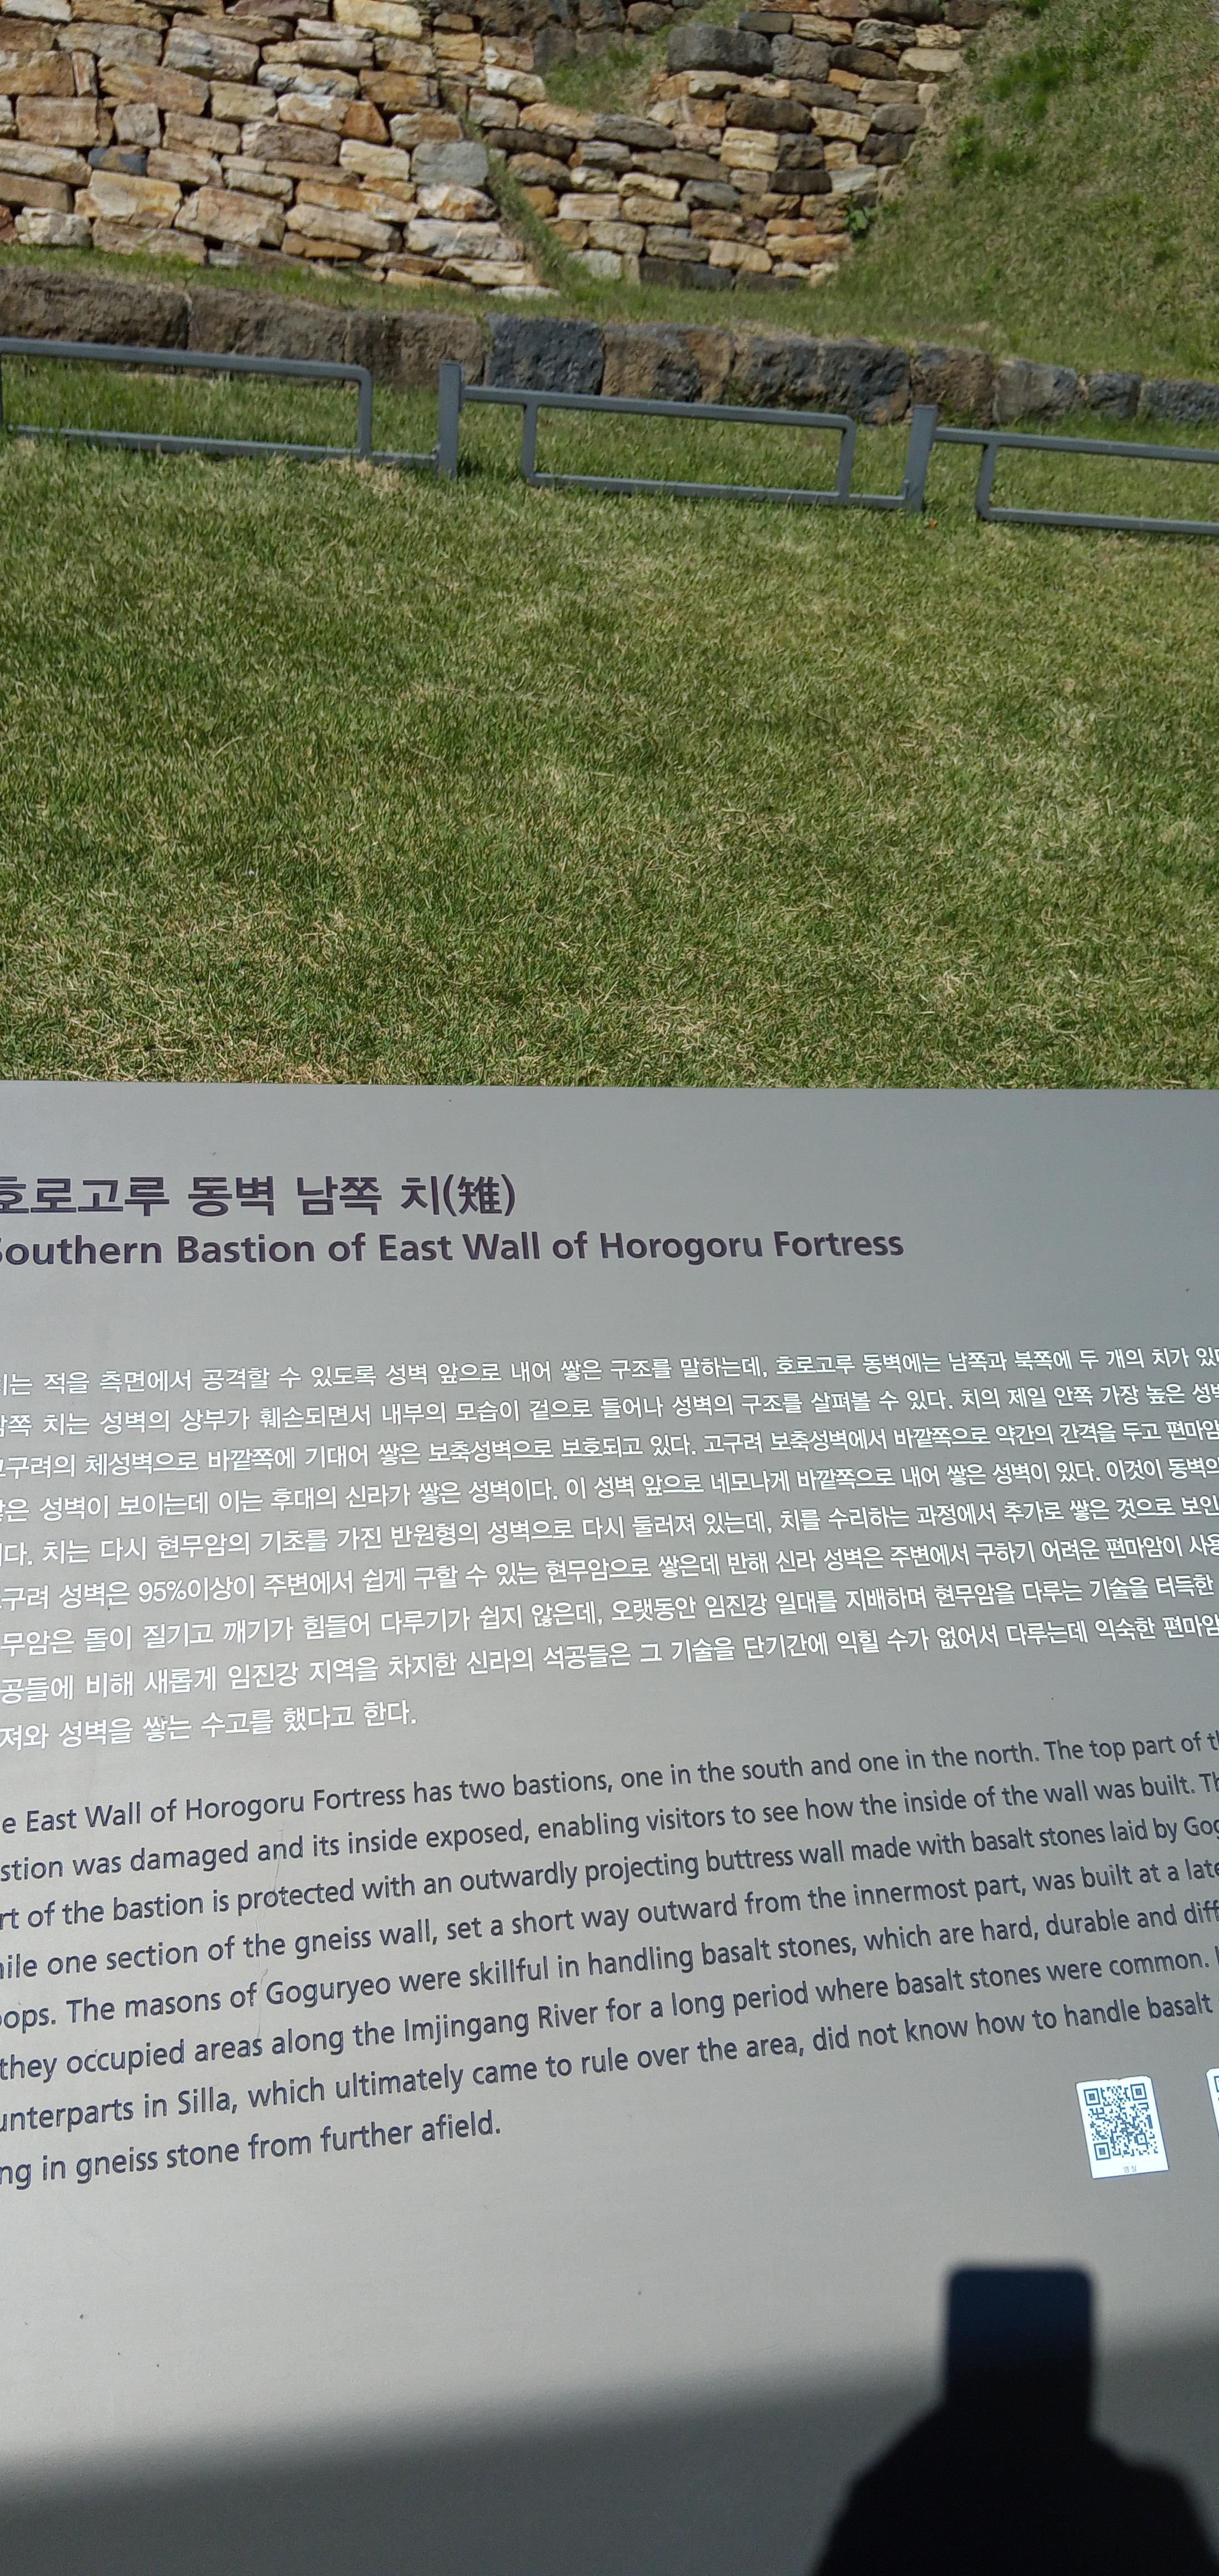 호로고루 동벽 남쪽 치(雉)
Southern Bastion of East Wall of Horogoru Fortress
는 적을 측면에서 공격할 수 있도록 성벽 앞으로 내어 쌓은 구조를 말하는데, 호로고루 동벽에는 남쪽과 북쪽에 두 개의 치가 있
남쪽 치는 성벽의 상부가 훼손되면서 내부의 모습이 겉으로 들어나 성벽의 구조를 살펴볼 수 있다. 치의 제일 안쪽 가장 높은 성벽
고구려의 체성벽으로 바깥쪽에 기대어 쌓은 보축성벽으로 보호되고 있다. 고구려 보축성벽에서 바깥쪽으로 약간의 간격을 두고 편마암
쌓은 성벽이 보이는데 이는 후대의 신라가 쌓은 성벽이다. 이 성벽 앞으로 네모나게 바깥쪽으로 내어 쌓은 성벽이 있다. 이것이 동벽의
다. 치는 다시 현무암의 기초를 가진 반원형의 성벽으로 다시 둘러져 있는데, 치를 수리하는 과정에서 추가로 쌓은 것으로 보인
구려 성벽은 95%이상이 주변에서 쉽게 구할 수 있는 현무암으로 쌓은데 반해 신라 성벽은 주변에서 구하기 어려운 편마암이 사용
무암은 돌이 질기고 깨기가 힘들어 다루기가 쉽지 않은데, 오랫동안 임진강 일대를 지배하며 현무암을 다루는 기술을 터득한
공들에 비해 새롭게 임진강 지역을 차지한 신라의 석공들은 그 기술을 단기간에 익힐 수가 없어서 다루는데 익숙한 편마암
져와 성벽을 쌓는 수고를 했다고 한다.
e East Wall of Horogoru Fortress has two bastions, one in the south and one in the north. The top part of th
stion was damaged and its inside exposed, enabling visitors to see how the inside of the wall was built. Th
rt of the bastion is protected with an outwardly projecting buttress wall made with basalt stones laid by Gog
ile one section of the gneiss wall, set a short way outward from the innermost part, was built at a late
oops. The masons of Goguryeo were skillful in handling basalt stones, which are hard, durable and diff
they occupied areas along the Imjingang River for a long period where basalt stones were common.
unterparts in Silla, which ultimately came to rule over the area, did not know how to handle basalt
ng in gneiss stone from further afield.
영상